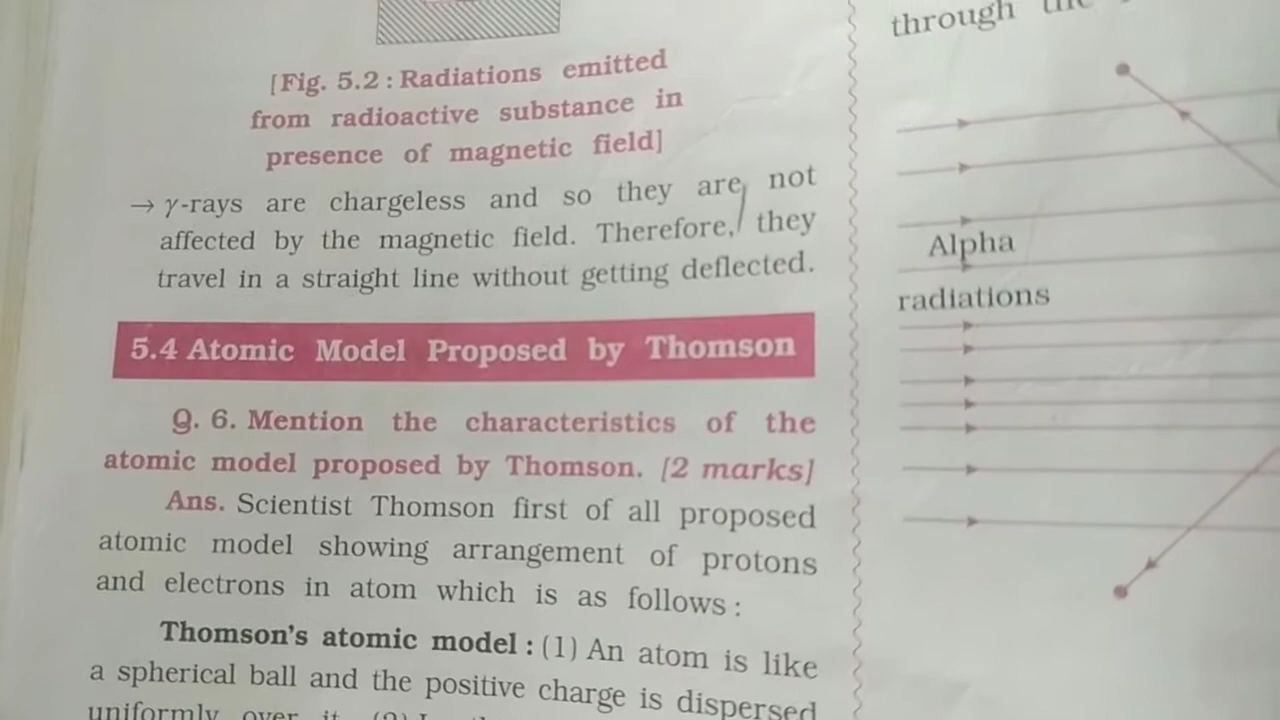 [Fig. 5.2 : Radiations emitted
from radioactive substance in
presence of magnetic field]
→ γ-rays are chargeless and so they are not
affected by the magnetic field. Therefore, they
travel in a straight line without getting deflected.
5.4 Atomic Model Proposed by Thomson
Q. 6. Mention the characteristics of the
atomic model proposed by Thomson. [2 marks]
Ans. Scientist Thomson first of all proposed
atomic model showing arrangement of protons
and electrons in atom which is as follows :
Thomson's atomic model : (1) An atom is like
a spherical ball and the positive charge is dispersed
uniformly over it.
through the
Alpha
radiations